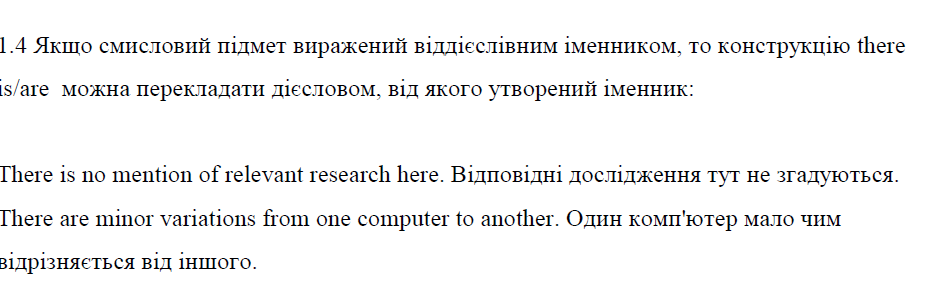 1.4 Якщо смисловий підмет виражений віддієслівним іменником, то конструкцію there
is/are можна перекладати дієсловом, від якого утворений іменник:
There is no mention of relevant research here. Відповідні дослідження тут не згадуються.
There are minor variations from one computer to another. Один комп'ютер мало чим
відрізняється від іншого.